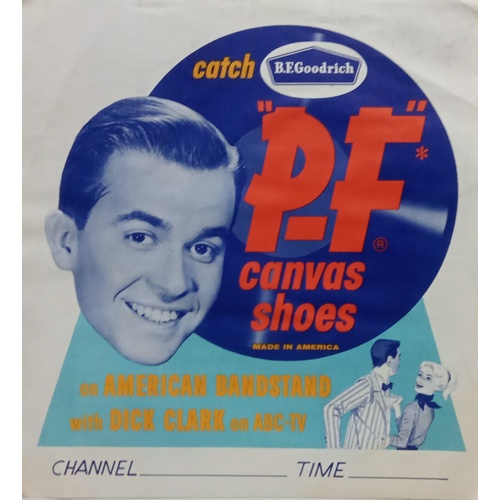 catch B.F.Goodrich
"P-F"*
®
canvas
shoes
MADE IN AMERICA
on AMERICAN BANDSTAND
with DICK CLARK on ABC-TV
CHANNEL TIME